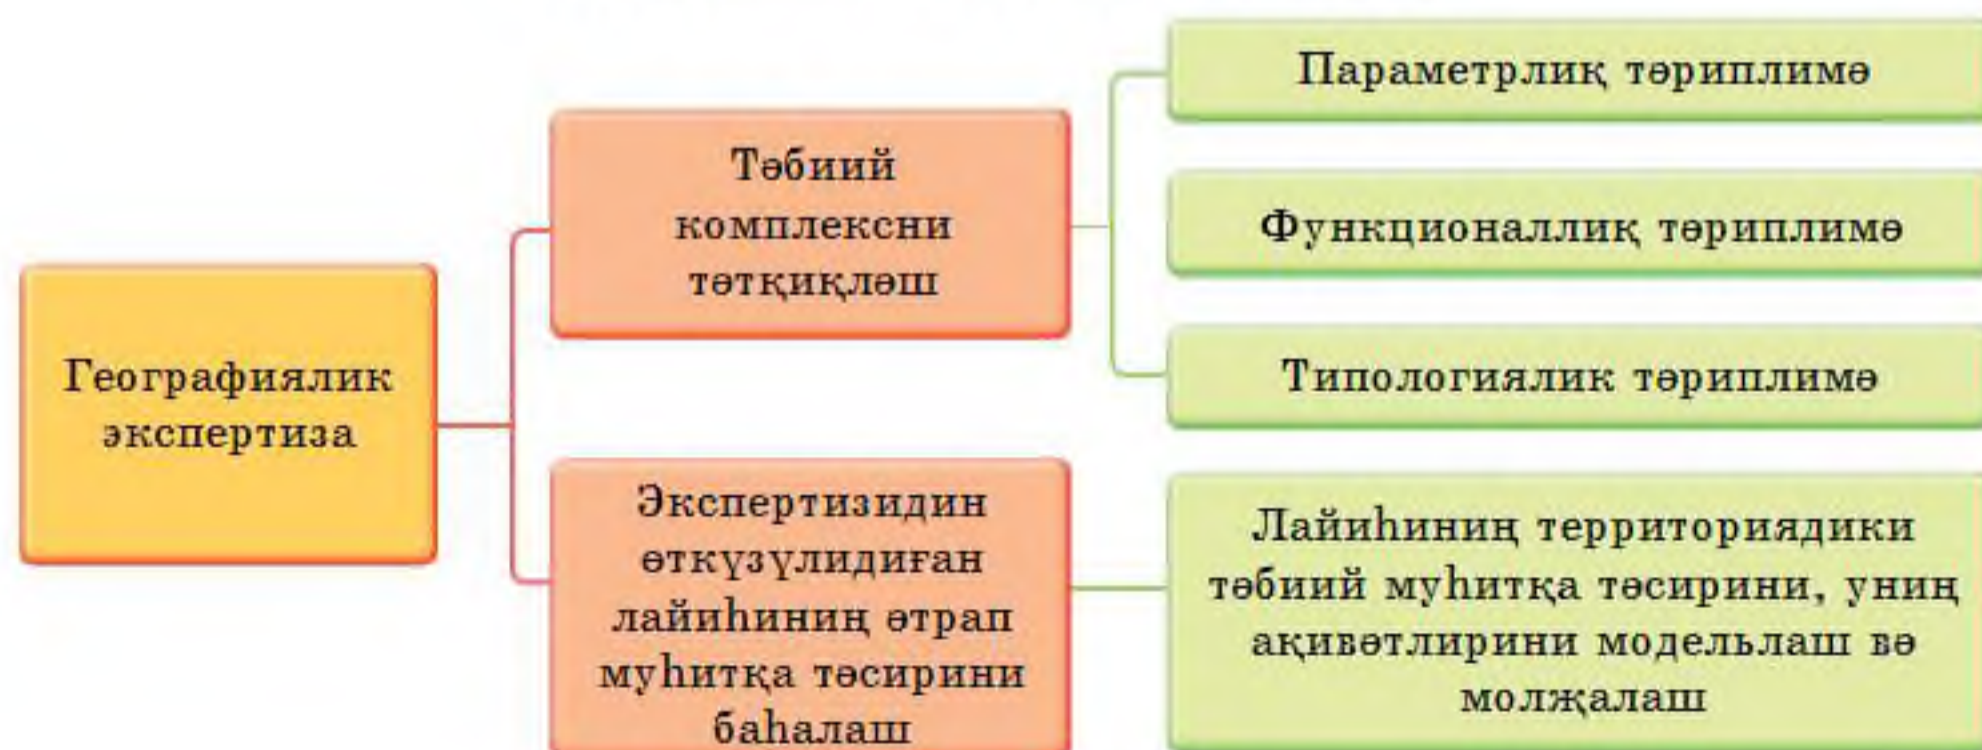 Географиялик
экспертиза
Тәбиий
комплексни
тәтқиқләш
Параметрлиқ тәриплимә
Функционаллиқ тәриплимә
Типологиялик тәриплимә
Экспертизидин
өткүзүлидиған
лайиһиниң әтрап
муһитқа тәсирини
баһалаш
Лайиһиниң территориядики
тәбиий муһитқа тәсирини, униң
ақивәтлирини модельлаш вә
молҗалаш